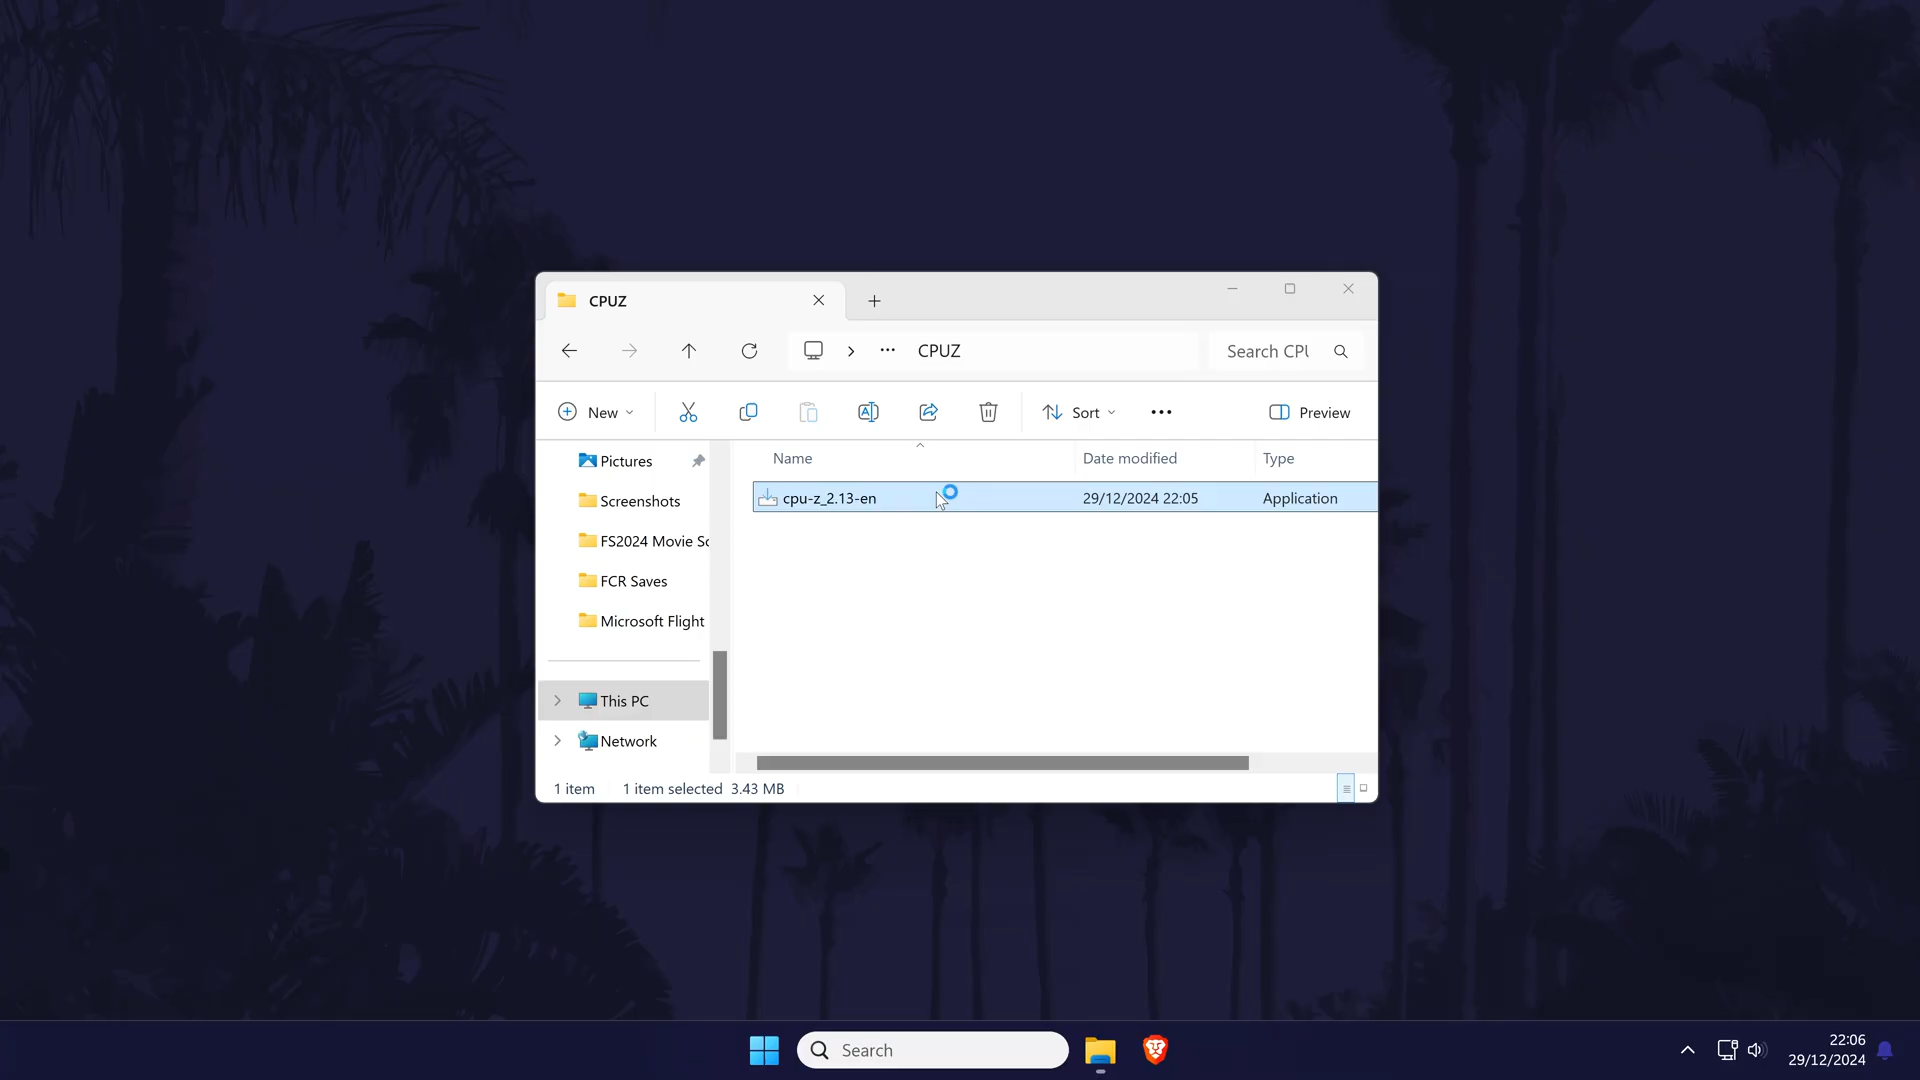 CPUZ
CPUZ
Search CPU
New
Sort
Preview
Name
Date modified
Type
cpu-z_2.13-en
29/12/2024 22:05
Application
Pictures
Screenshots
FS2024 Movie Sc
FCR Saves
Microsoft Flight
This PC
Network
1 item
1 item selected 3.43 MB
Search
22:06
29/12/2024